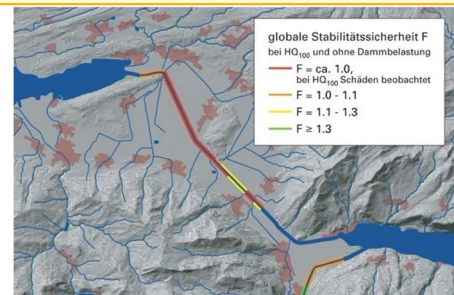 globale Stabilitätssicherheit F
bei HQ100 und ohne Dammbelastung
F = ca. 1.0,
bei HQ100 Schäden beobachtet
F = 1.0 - 1.1
F = 1.1 - 1.3
F ≥ 1.3